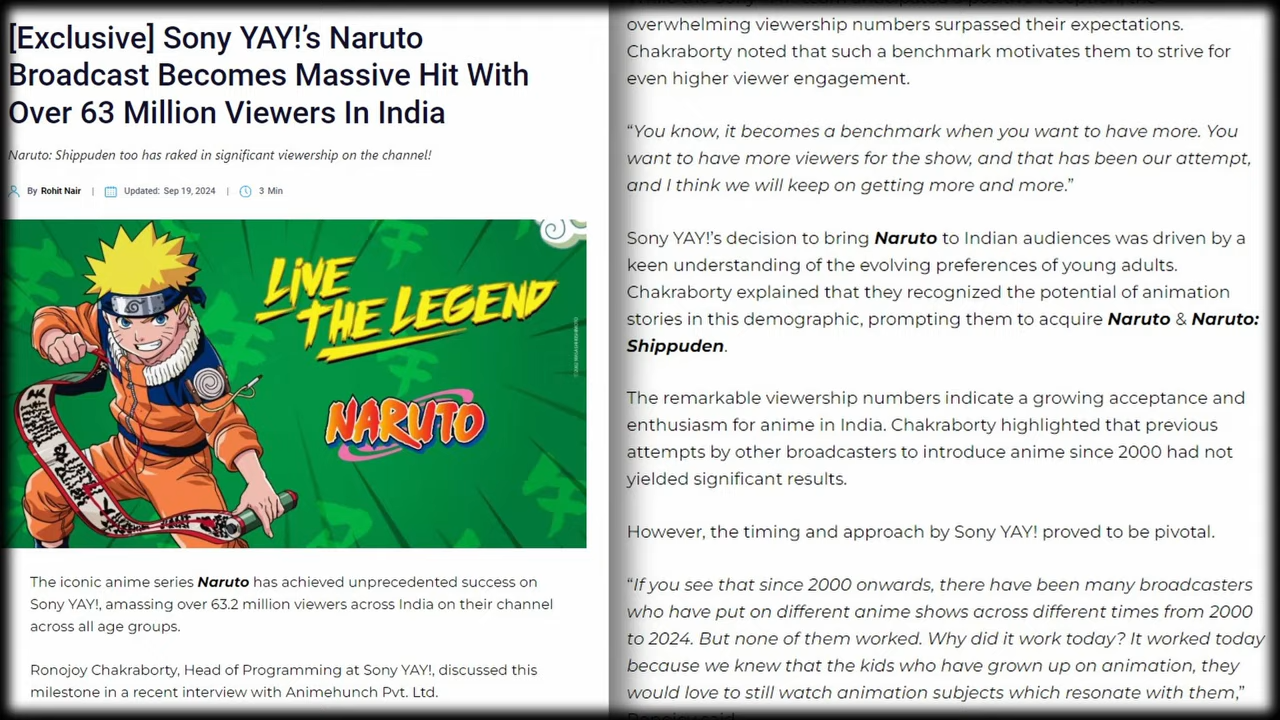 [Exclusive] Sony YAY!’s Naruto
Broadcast Becomes Massive Hit With
Over 63 Million Viewers In India
Naruto: Shippuden too has raked in significant viewership on the channel!
By Rohit Nair | Updated: Sep 19, 2024 | 3 Min
LIVE
THE LEGEND
NARUTO
The iconic anime series Naruto has achieved unprecedented success on
Sony YAY!, amassing over 63.2 million viewers across India on their channel
across all age groups.
Ronojoy Chakraborty, Head of Programming at Sony YAY!, discussed this
milestone in a recent interview with Animehunch Pvt. Ltd.
overwhelming viewership numbers surpassed their expectations.
Chakraborty noted that such a benchmark motivates them to strive for
even higher viewer engagement.
“You know, it becomes a benchmark when you want to have more. You
want to have more viewers for the show, and that has been our attempt,
and I think we will keep on getting more and more.”
Sony YAY!’s decision to bring Naruto to Indian audiences was driven by a
keen understanding of the evolving preferences of young adults.
Chakraborty explained that they recognized the potential of animation
stories in this demographic, prompting them to acquire Naruto & Naruto:
Shippuden.
The remarkable viewership numbers indicate a growing acceptance and
enthusiasm for anime in India. Chakraborty highlighted that previous
attempts by other broadcasters to introduce anime since 2000 had not
yielded significant results.
However, the timing and approach by Sony YAY! proved to be pivotal.
“If you see that since 2000 onwards, there have been many broadcasters
who have put on different anime shows across different times from 2000
to 2024. But none of them worked. Why did it work today? It worked today
because we knew that the kids who have grown up on animation, they
would love to still watch animation subjects which resonate with them,”